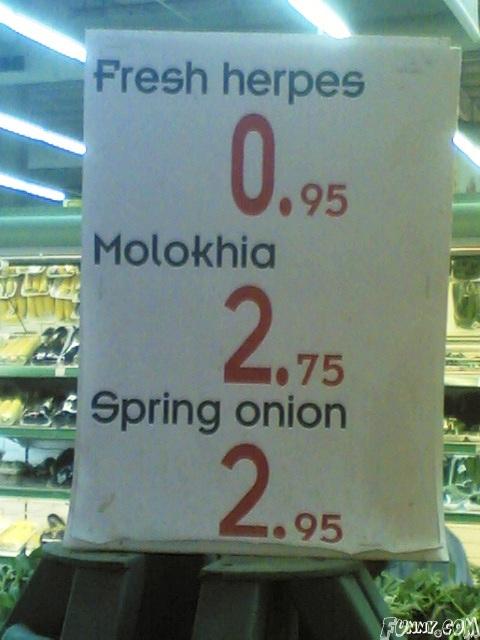 Fresh herpes
0.95
Molokhia
2.75
Spring onion
2.95
FUNNY.COM